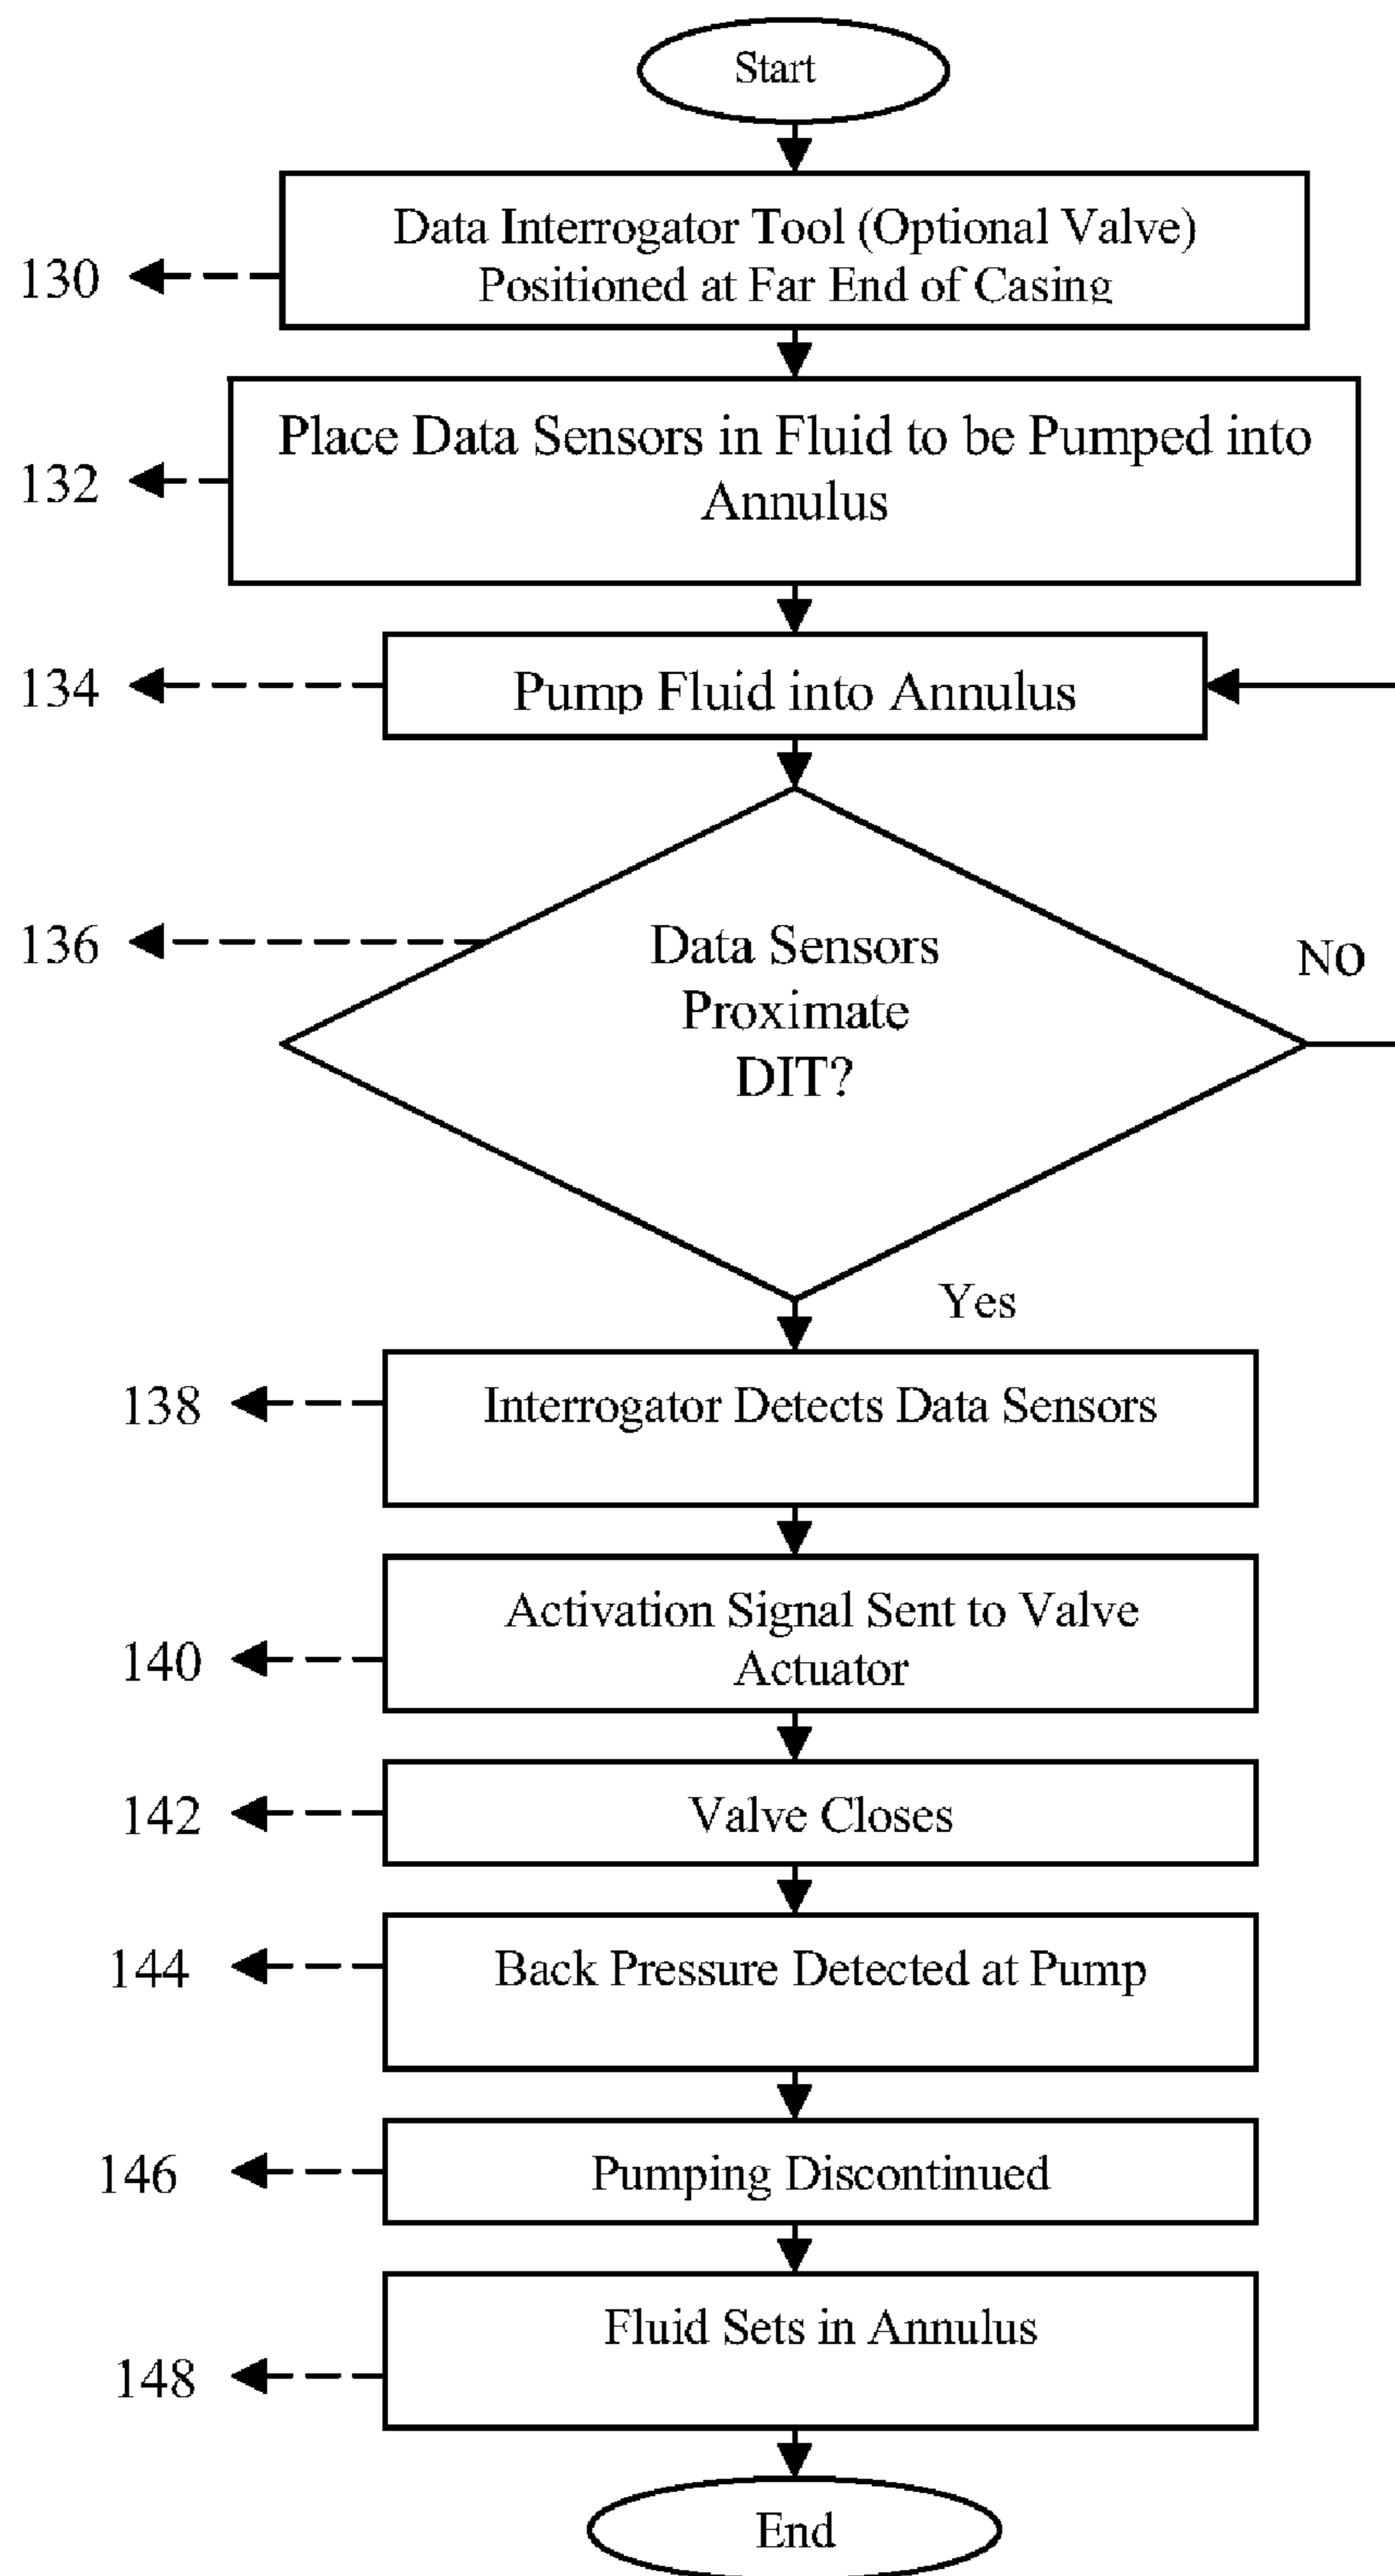 Start
130
Data Interrogator Tool (Optional Valve)
Positioned at Far End of Casing
132
Place Data Sensors in Fluid to be Pumped into
Annulus
134
Pump Fluid into Annulus
136
Data Sensors
Proximate
DIT?
NO
Yes
138
Interrogator Detects Data Sensors
140
Activation Signal Sent to Valve
Actuator
142
Valve Closes
144
Back Pressure Detected at Pump
146
Pumping Discontinued
148
Fluid Sets in Annulus
End